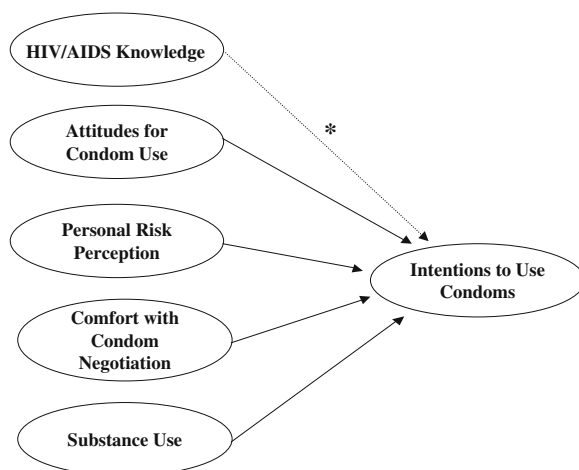 HIV/AIDS Knowledge
*
Attitudes for
Condom Use
Personal Risk
Perception
Intentions to Use
Condoms
Comfort with
Condom
Negotiation
Substance Use